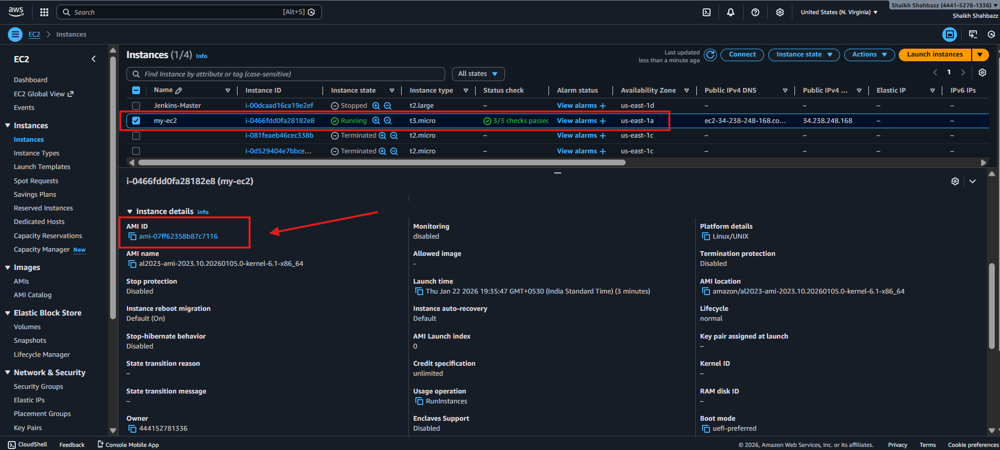 aws
Search [Alt+S]
United States (N. Virginia)
Shaikh Shahbazz (4441-5278-1336)
Shaikh Shahbazz
EC2 Instances
EC2
Dashboard
EC2 Global View
Events
Instances
Instances
Instance Types
Launch Templates
Spot Requests
Savings Plans
Reserved Instances
Dedicated Hosts
Capacity Reservations
Capacity Manager New
Images
AMIs
AMI Catalog
Elastic Block Store
Volumes
Snapshots
Lifecycle Manager
Network & Security
Security Groups
Elastic IPs
Placement Groups
Key Pairs
Instances (1/4) Info
Last updated
less than a minute ago
Connect
Instance state
Actions
Launch instances
Find Instance by attribute or tag (case-sensitive)
All states
1
Name Instance ID Instance state Instance type Status check Alarm status Availability Zone Public IPv4 DNS Public IPv4 ... Elastic IP IPv6 IPs
Jenkins-Master i-00dcaad16ca19e2ef Stopped t2.large – View alarms + us-east-1d – – – –
my-ec2 i-0466fdd0fa28182e8 Running t3.micro 3/3 checks passec View alarms + us-east-1a ec2-34-238-248-168.co... 34.238.248.168 – –
i-081feaeb46cec338b Terminated t2.micro – View alarms + us-east-1c – – – –
i-0d529404e7bbce... Terminated t2.micro – View alarms + us-east-1c – – – –
i-0466fdd0fa28182e8 (my-ec2)
Instance details Info
AMI ID
ami-07ff62358b87c7116
Monitoring
disabled
Platform details
Linux/UNIX
AMI name
al2023-ami-2023.10.20260105.0-kernel-6.1-x86_64
Allowed image
-
Termination protection
Disabled
Stop protection
Disabled
Launch time
Thu Jan 22 2026 19:35:47 GMT+0530 (India Standard Time) (3 minutes)
AMI location
amazon/al2023-ami-2023.10.20260105.0-kernel-6.1-x86_64
Instance reboot migration
Default (On)
Instance auto-recovery
Default
Lifecycle
normal
Stop-hibernate behavior
Disabled
AMI Launch index
0
Key pair assigned at launch
–
State transition reason
–
Credit specification
unlimited
Kernel ID
–
State transition message
–
Usage operation
RunInstances
RAM disk ID
–
Owner
444152781336
Enclaves Support
Disabled
Boot mode
uefi-preferred
CloudShell Feedback Console Mobile App
© 2026, Amazon Web Services, Inc. or its affiliates. Privacy Terms Cookie preferences